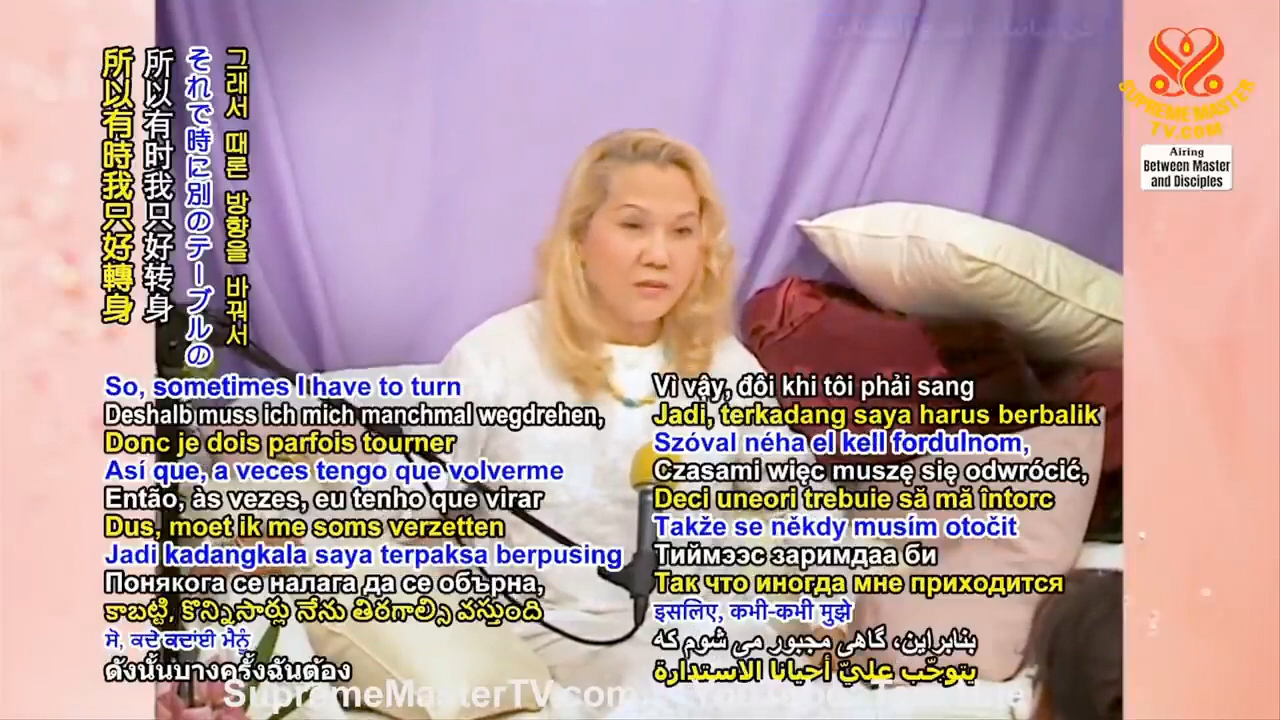 所以有時我只好轉身
所以有时我只好转身
それで時に別のテーブルの
그래서 때론 방향을 바꿔서
SUPREME MASTER
TV.COM
Airing
Between Master
and Disciples
So, sometimes I have to turn
Deshalb muss ich mich manchmal wegdrehen,
Donc je dois parfois tourner
Así que, a veces tengo que volverme
Então, às vezes, eu tenho que virar
Dus, moet ik me soms verzetten
Jadi kadangkala saya terpaksa berpusing
Понякога се налага да се обърна,
కాబట్టి, కొన్నిసార్లు నేను తిరగాల్సి వస్తుంది
ਸੋ, ਕਦੇ ਕਦਾਂਈ ਮੈਨੂੰ
ดังนั้นบางครั้งฉันต้อง
Vì vậy, đôi khi tôi phải sang
Jadi, terkadang saya harus berbalik
Szóval néha el kell fordulnom,
Czasami więc muszę się odwrócić,
Deci uneori trebuie să mă întorc
Takže se někdy musím otočit
Тиймээс заримдаа би
Так что иногда мне приходится
इसलिए, कभी-कभी मुझे
بنابراین، گاهی مجبور می شوم که
يتوجّب عليّ أحيانا الاستدارة
SupremeMasterTV.com